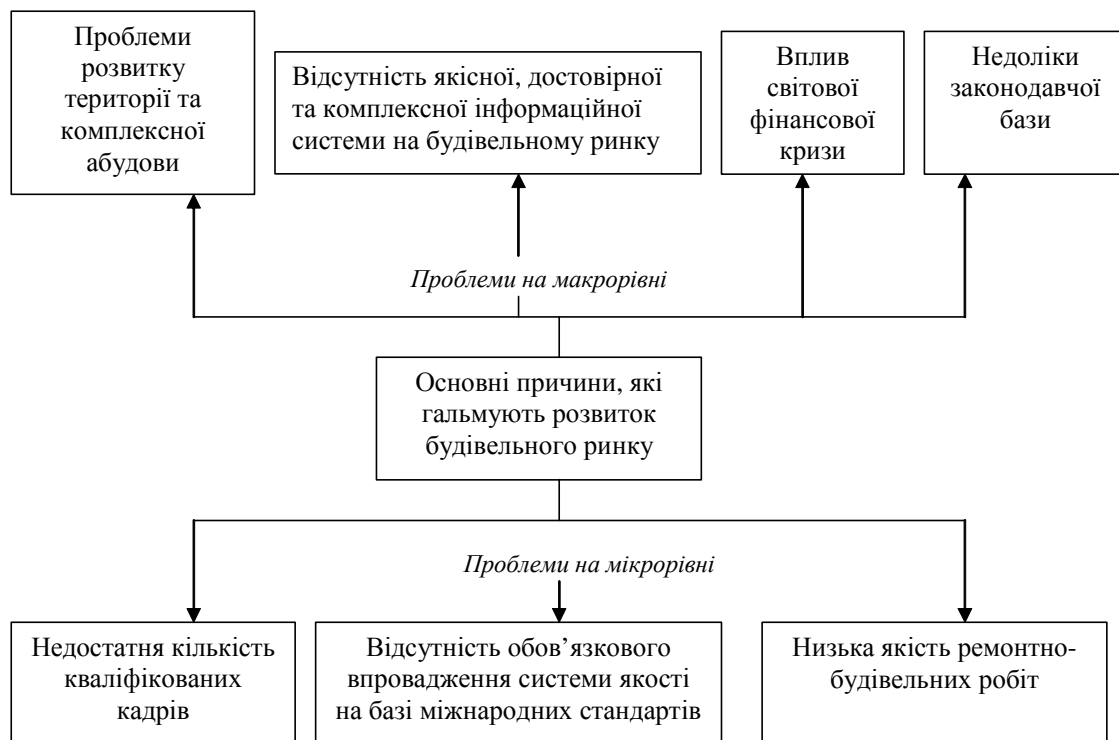 Проблеми
розвитку
території та
комплексної
абудови
Відсутність якісної, достовірної
та комплексної інформаційної
системи на будівельному ринку
Вплив
світової
фінансової
кризи
Недоліки
законодавчої
бази
Проблеми на макрорівні
Основні причини, які
гальмують розвиток
будівельного ринку
Проблеми на мікрорівні
Недостатня кількість
кваліфікованих
кадрів
Відсутність обов’язкового
впровадження системи якості
на базі міжнародних стандартів
Низька якість ремонтно-
будівельних робіт